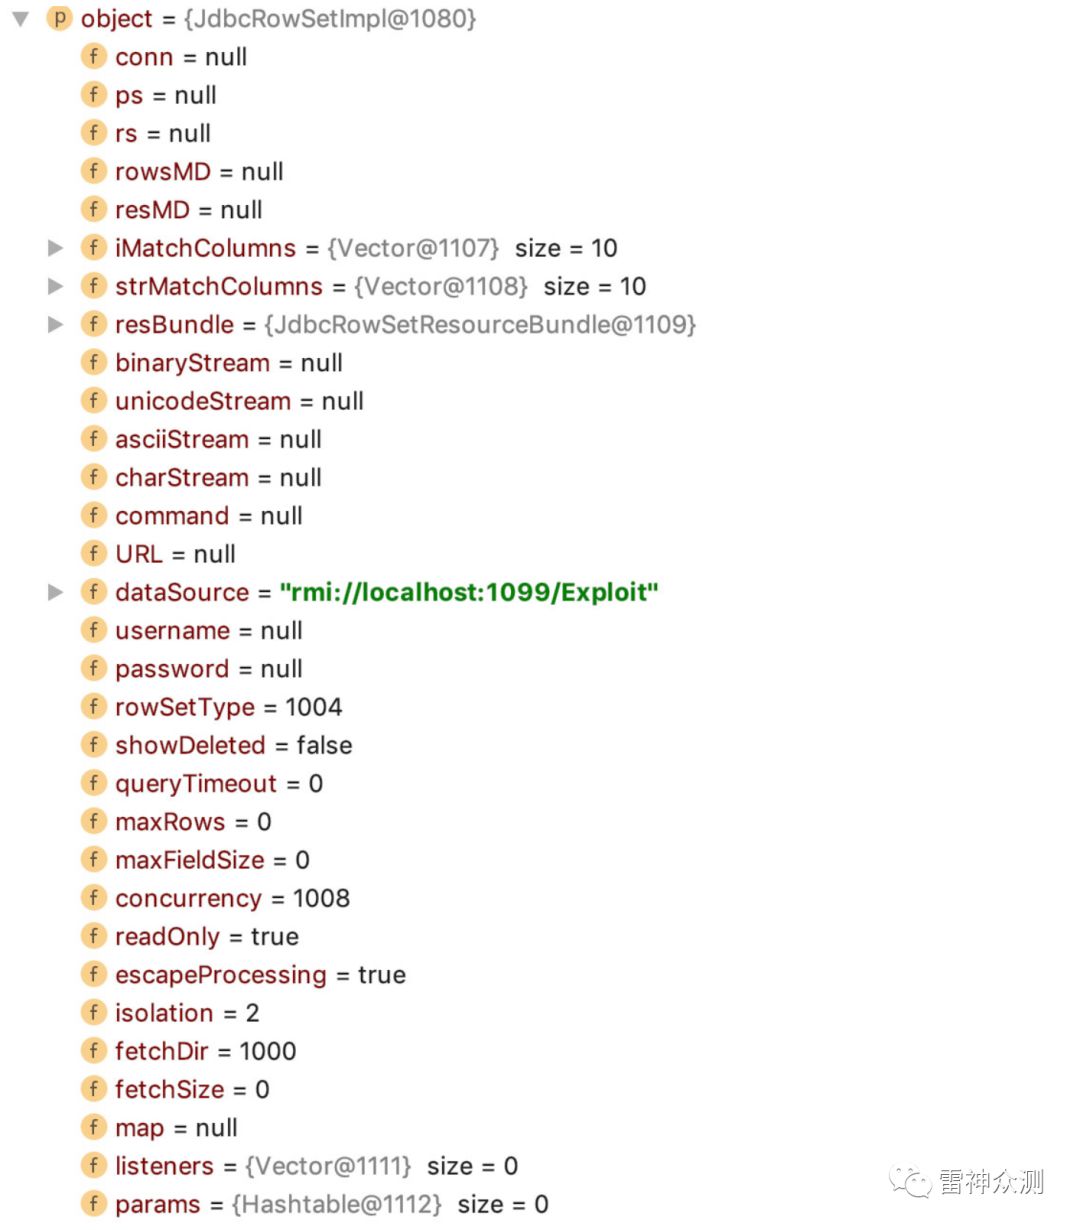 p object = {JdbcRowSetImpl@1080}
f conn = null
f ps = null
f rs = null
f rowsMD = null
f resMD = null
f iMatchColumns = {Vector@1107} size = 10
f strMatchColumns = {Vector@1108} size = 10
f resBundle = {JdbcRowSetResourceBundle@1109}
f binaryStream = null
f unicodeStream = null
f asciiStream = null
f charStream = null
f command = null
f URL = null
f dataSource = "rmi://localhost:1099/Exploit"
f username = null
f password = null
f rowSetType = 1004
f showDeleted = false
f queryTimeout = 0
f maxRows = 0
f maxFieldSize = 0
f concurrency = 1008
f readOnly = true
f escapeProcessing = true
f isolation = 2
f fetchDir = 1000
f fetchSize = 0
f map = null
f listeners = {Vector@1111} size = 0
f params = {Hashtable@1112} size = 0
雷神众测